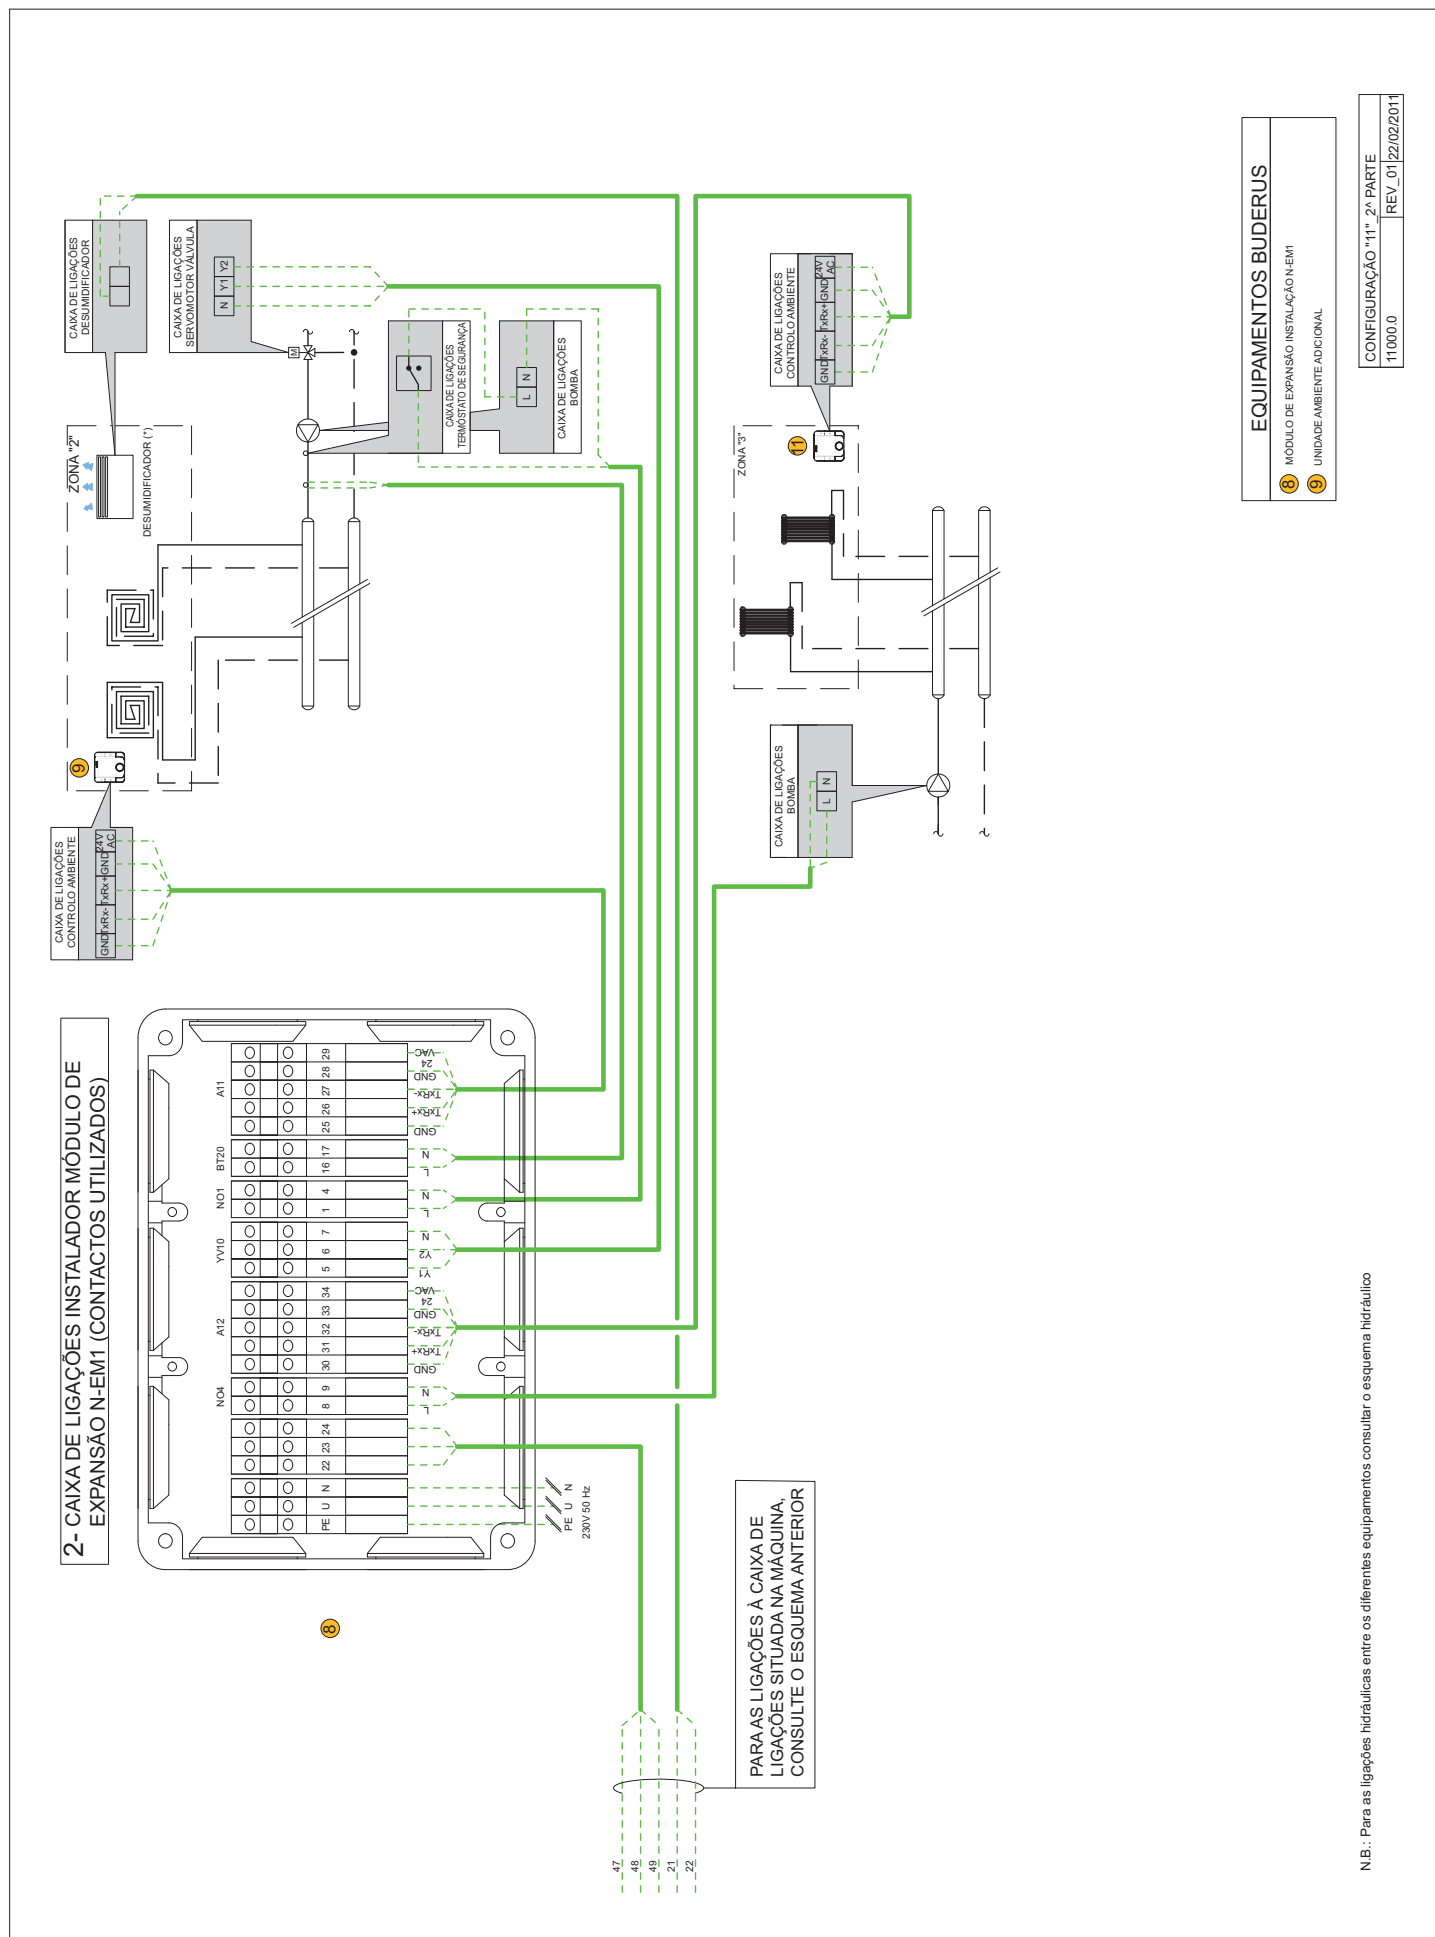 2- CAIXA DE LIGAÇÕES INSTALADOR MÓDULO DE
EXPANSÃO N-EM1 (CONTACTOS UTILIZADOS)
8
PE U N 22 23 24 8 9 30 31 32 33 34 5 6 7 1 4 16 17 25 26 27 28 29
NO4
A12
YV10
NO1
BT20
A11
L N
GND TxRx+ TxRx- GND 24 VAC
Y1 Y2 N
L N
L N
GND TxRx+ TxRx- GND 24 VAC
PE U N
230V 50 Hz
CAIXA DE LIGAÇÕES
CONTROLO AMBIENTE
GND TxRx- TxRx+ GND 24V AC
9
ZONA "2"
DESUMIDIFICADOR (*)
CAIXA DE LIGAÇÕES
DESUMIDIFICADOR
CAIXA DE LIGAÇÕES
SERVOMOTOR VÁLVULA
N Y1 Y2
M
CAIXA DE LIGAÇÕES
TERMÓSTATO DE SEGURANÇA
L N
CAIXA DE LIGAÇÕES
BOMBA
CAIXA DE LIGAÇÕES
BOMBA
L N
ZONA "3"
11
CAIXA DE LIGAÇÕES
CONTROLO AMBIENTE
GND TxRx- TxRx+ GND 24V AC
47
48
49
21
22
PARA AS LIGAÇÕES À CAIXA DE
LIGAÇÕES SITUADA NA MÁQUINA,
CONSULTE O ESQUEMA ANTERIOR
EQUIPAMENTOS BUDERUS
8 MÓDULO DE EXPANSÃO INSTALAÇÃO N-EM1
9 UNIDADE AMBIENTE ADICIONAL
CONFIGURAÇÃO "11"_2^ PARTE
11000.0 REV_01 22/02/2011
N.B.: Para as ligações hidráulicas entre os diferentes equipamentos consultar o esquema hidráulico